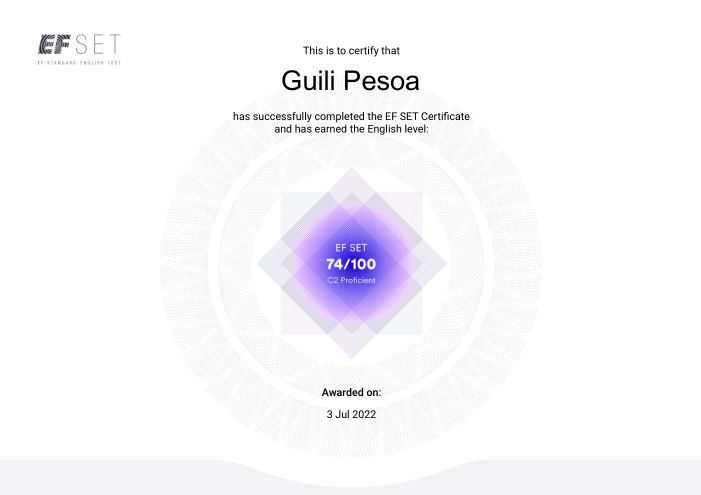 EF SET
EF STANDARD ENGLISH TEST
This is to certify that
Guili Pesoa
has successfully completed the EF SET Certificate
and has earned the English level:
EF SET
74/100
C2 Proficient
Awarded on:
3 Jul 2022